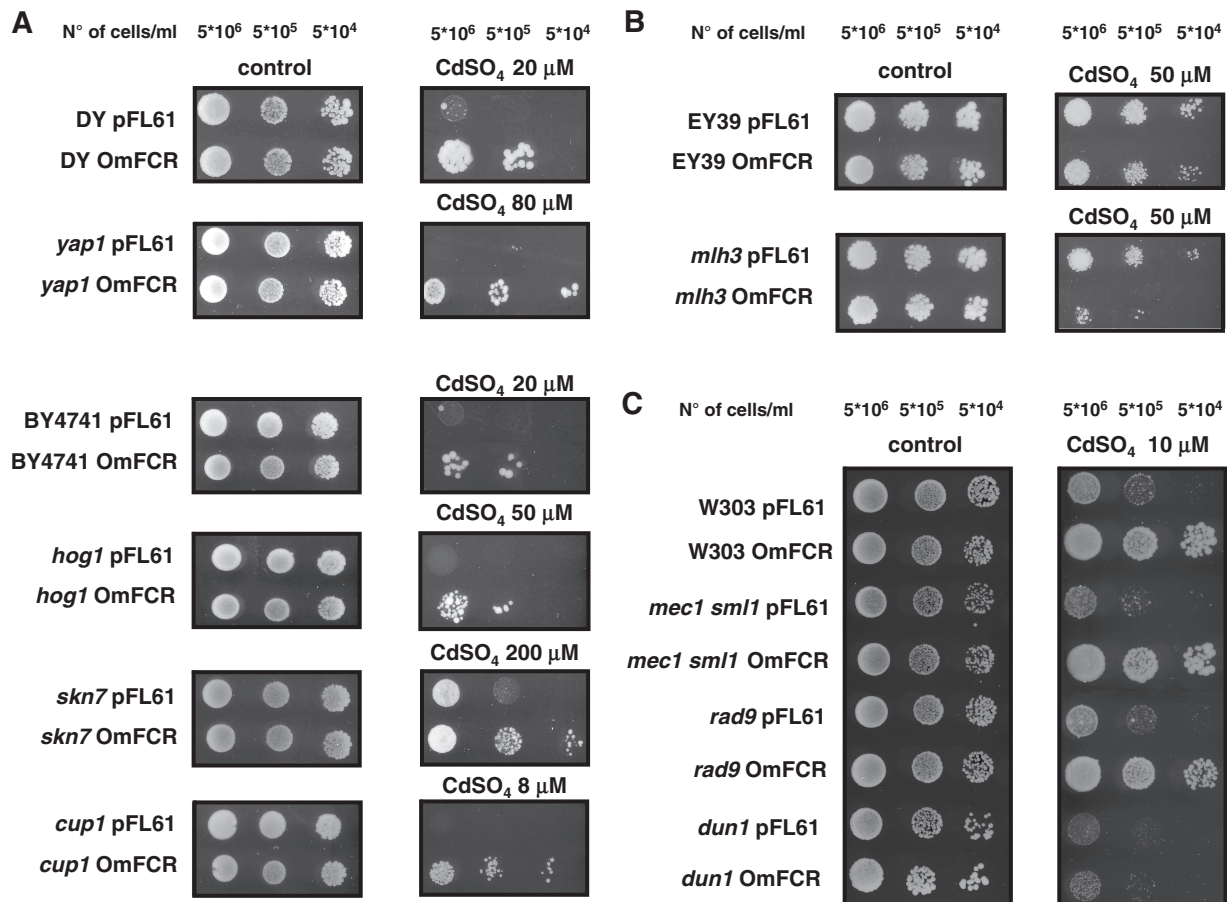 A
N° of cells/ml 5*10⁶ 5*10⁵ 5*10⁴ 5*10⁶ 5*10⁵ 5*10⁴
control CdSO₄ 20 µM
DY pFL61
DY OmFCR
CdSO₄ 80 µM
yap1 pFL61
yap1 OmFCR
CdSO₄ 20 µM
BY4741 pFL61
BY4741 OmFCR
CdSO₄ 50 µM
hog1 pFL61
hog1 OmFCR
CdSO₄ 200 µM
skn7 pFL61
skn7 OmFCR
CdSO₄ 8 µM
cup1 pFL61
cup1 OmFCR
B
N° of cells/ml 5*10⁶ 5*10⁵ 5*10⁴ 5*10⁶ 5*10⁵ 5*10⁴
control CdSO₄ 50 µM
EY39 pFL61
EY39 OmFCR
CdSO₄ 50 µM
mlh3 pFL61
mlh3 OmFCR
C
N° of cells/ml 5*10⁶ 5*10⁵ 5*10⁴ 5*10⁶ 5*10⁵ 5*10⁴
control CdSO₄ 10 µM
W303 pFL61
W303 OmFCR
mec1 sml1 pFL61
mec1 sml1 OmFCR
rad9 pFL61
rad9 OmFCR
dun1 pFL61
dun1 OmFCR